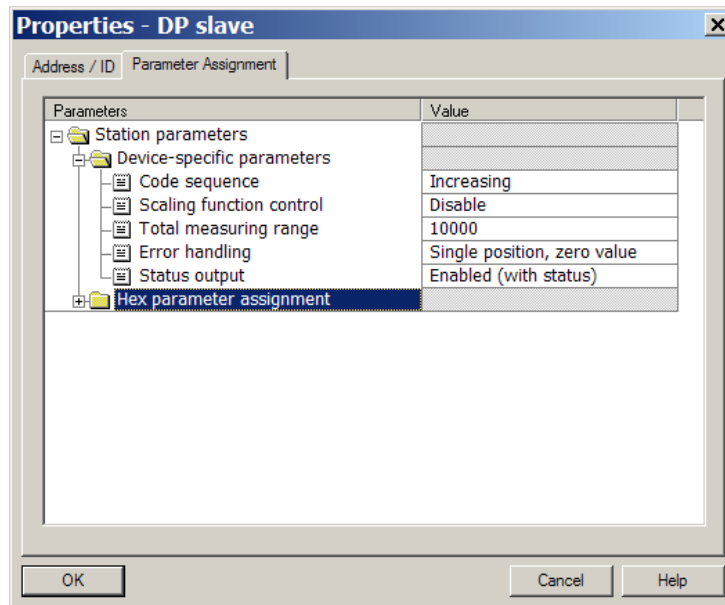 Properties - DP slave
Address / ID Parameter Assignment
Parameters Value
Station parameters
Device-specific parameters
Code sequence Increasing
Scaling function control Disable
Total measuring range 10000
Error handling Single position, zero value
Status output Enabled (with status)
Hex parameter assignment
OK Cancel Help